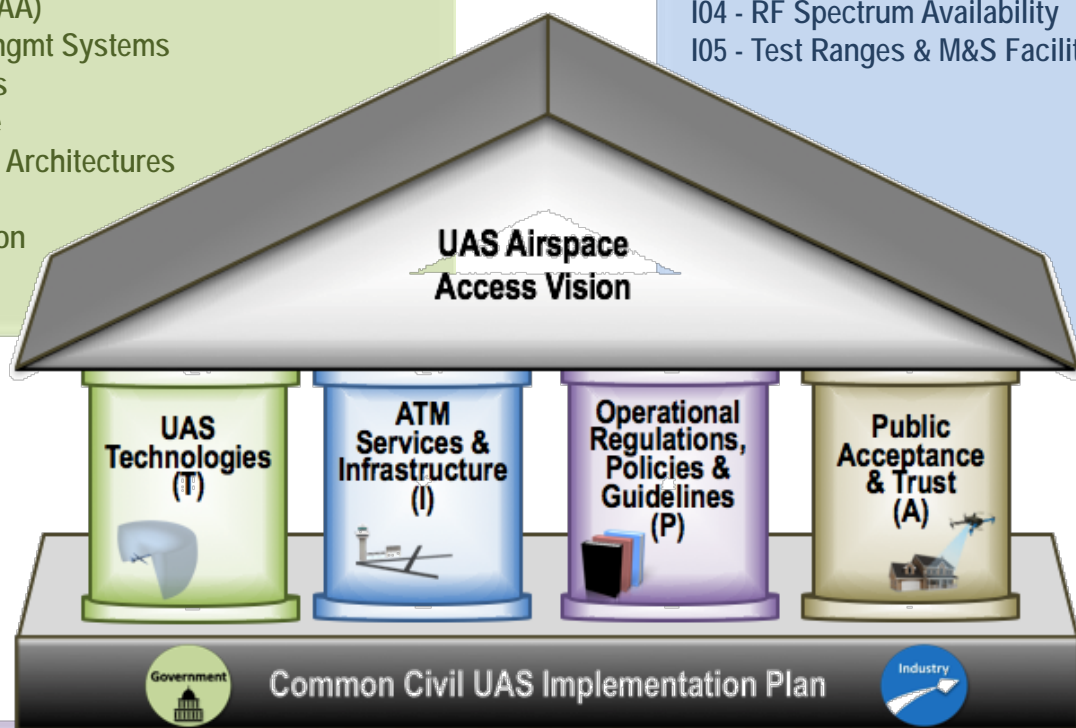 AA)
gmt Systems
s
Architectures
on
I04 - RF Spectrum Availability
I05 - Test Ranges & M&S Facilit
UAS Airspace
Access Vision
UAS
Technologies
(T)
ATM
Services &
Infrastructure
(I)
Operational
Regulations,
Policies &
Guidelines
(P)
Public
Acceptance
& Trust
(A)
Government
Common Civil UAS Implementation Plan
Industry